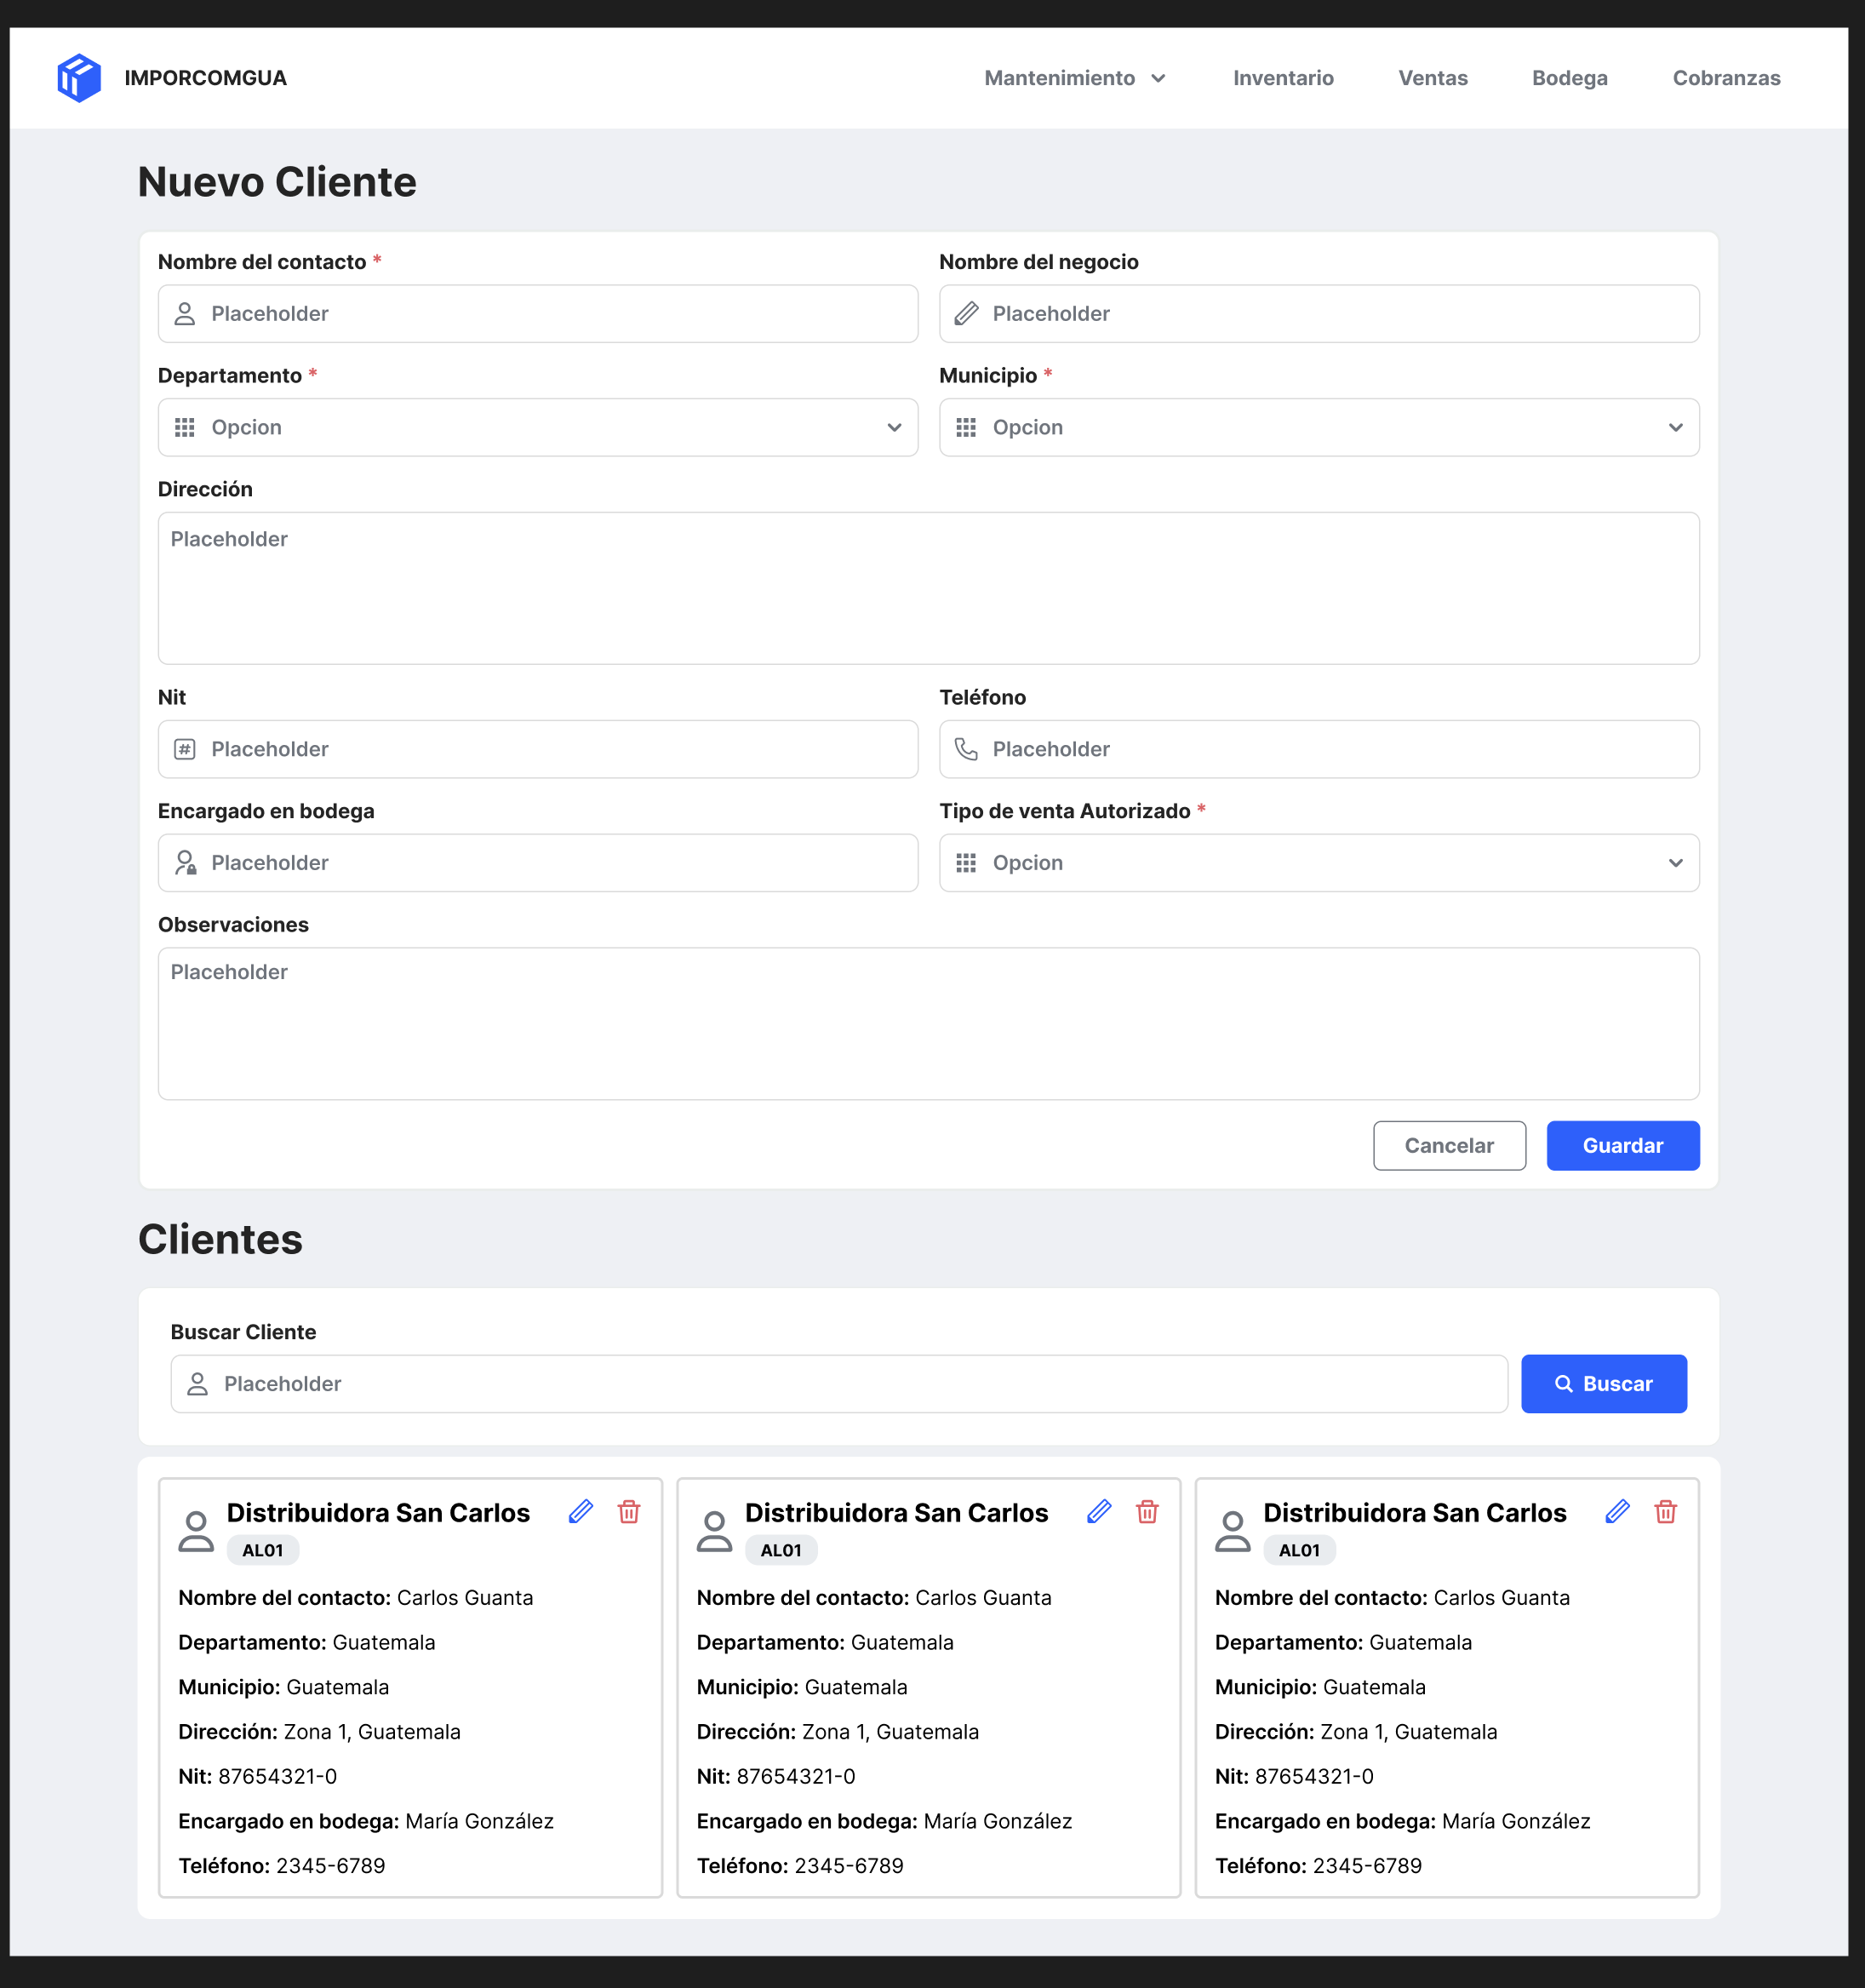 IMPORCOMGUA
Mantenimiento Inventario Ventas Bodega Cobranzas
Nuevo Cliente
Nombre del contacto * Nombre del negocio
Placeholder Placeholder
Departamento * Municipio *
Opcion Opcion
Dirección
Placeholder
Nit Teléfono
Placeholder Placeholder
Encargado en bodega Tipo de venta Autorizado *
Placeholder Opcion
Observaciones
Placeholder
Cancelar Guardar
Clientes
Buscar Cliente
Placeholder Buscar
Distribuidora San Carlos
AL01
Nombre del contacto: Carlos Guanta
Departamento: Guatemala
Municipio: Guatemala
Dirección: Zona 1, Guatemala
Nit: 87654321-0
Encargado en bodega: María González
Teléfono: 2345-6789
Distribuidora San Carlos
AL01
Nombre del contacto: Carlos Guanta
Departamento: Guatemala
Municipio: Guatemala
Dirección: Zona 1, Guatemala
Nit: 87654321-0
Encargado en bodega: María González
Teléfono: 2345-6789
Distribuidora San Carlos
AL01
Nombre del contacto: Carlos Guanta
Departamento: Guatemala
Municipio: Guatemala
Dirección: Zona 1, Guatemala
Nit: 87654321-0
Encargado en bodega: María González
Teléfono: 2345-6789